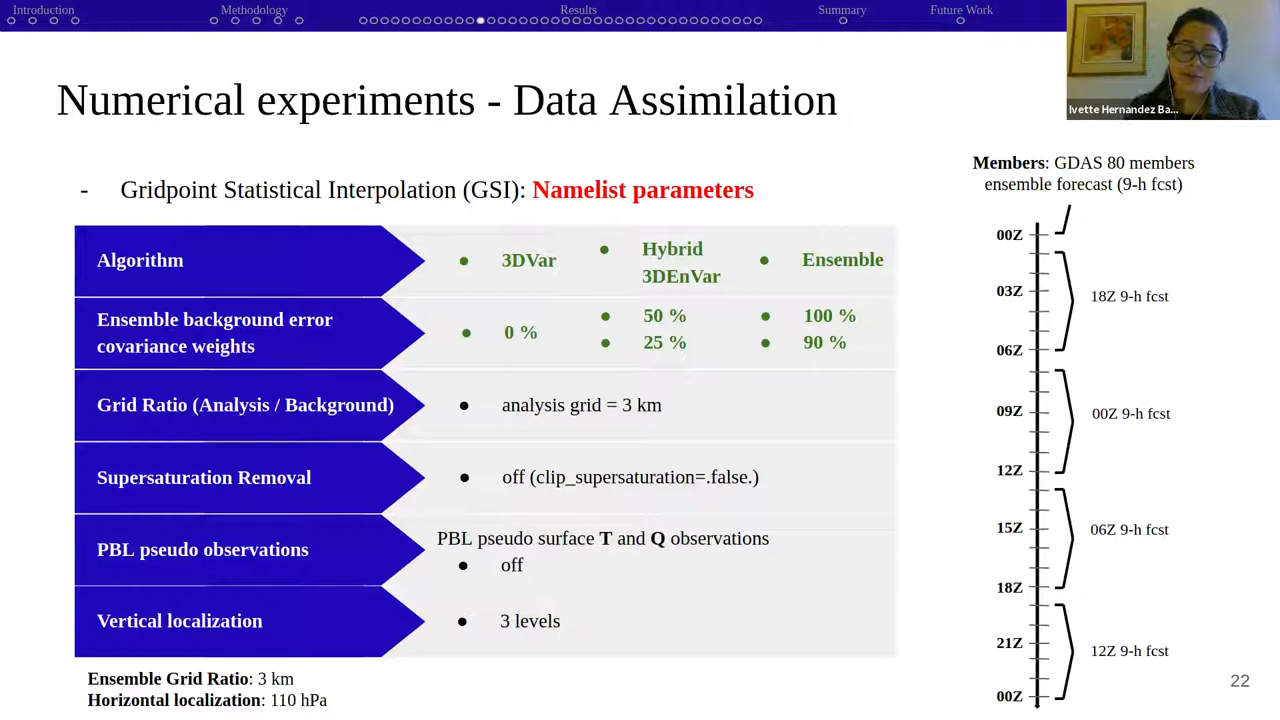 Introduction
Methodology
Results
Summary
Future Work
Ivette Hernandez Ba...
Numerical experiments - Data Assimilation
- Gridpoint Statistical Interpolation (GSI): Namelist parameters
Algorithm
● 3DVar
● Hybrid
3DEnVar
● Ensemble
Ensemble background error
covariance weights
● 0 %
● 50 %
● 25 %
● 100 %
● 90 %
Grid Ratio (Analysis / Background)
● analysis grid = 3 km
Supersaturation Removal
● off (clip_supersaturation=.false.)
PBL pseudo observations
PBL pseudo surface T and Q observations
● off
Vertical localization
● 3 levels
Ensemble Grid Ratio: 3 km
Horizontal localization: 110 hPa
Members: GDAS 80 members
ensemble forecast (9-h fcst)
00Z
03Z
18Z 9-h fcst
06Z
09Z
00Z 9-h fcst
12Z
15Z
06Z 9-h fcst
18Z
21Z
12Z 9-h fcst
00Z
22